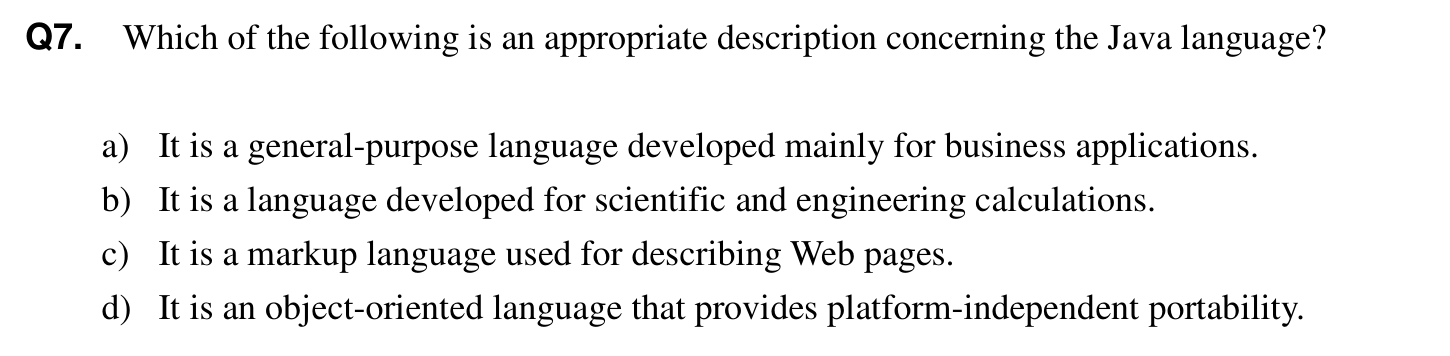 Q7. Which of the following is an appropriate description concerning the Java language?
a) It is a general-purpose language developed mainly for business applications.
b) It is a language developed for scientific and engineering calculations.
c) It is a markup language used for describing Web pages.
d) It is an object-oriented language that provides platform-independent portability.